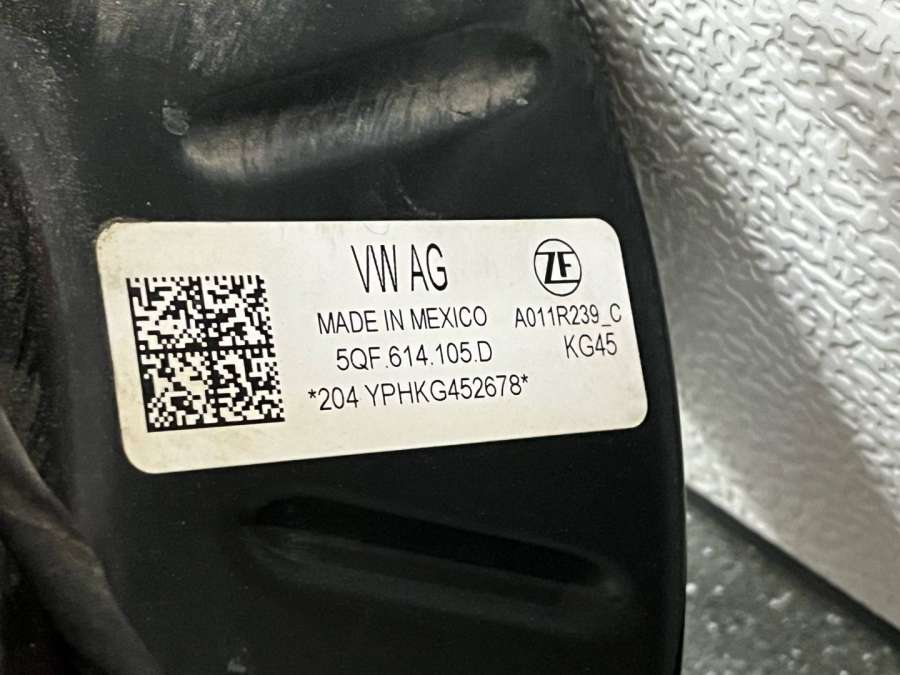 VW AG
ZF
MADE IN MEXICO
A011R239_C
5QF.614.105.D
KG45
*204 YPHKG452678*